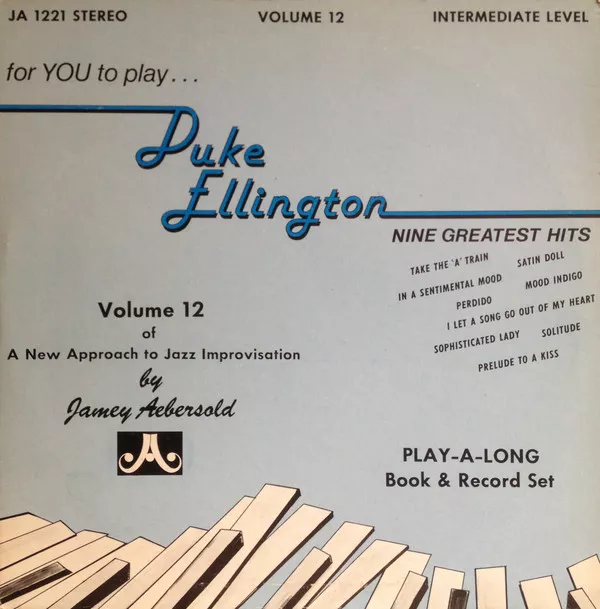 JA 1221 STEREO VOLUME 12 INTERMEDIATE LEVEL
for YOU to play...
Duke
Ellington
NINE GREATEST HITS
TAKE THE 'A' TRAIN SATIN DOLL
IN A SENTIMENTAL MOOD MOOD INDIGO
PERDIDO
I LET A SONG GO OUT OF MY HEART
SOPHISTICATED LADY SOLITUDE
PRELUDE TO A KISS
Volume 12
of
A New Approach to Jazz Improvisation
by
Jamey Aebersold
JA
PLAY-A-LONG
Book & Record Set